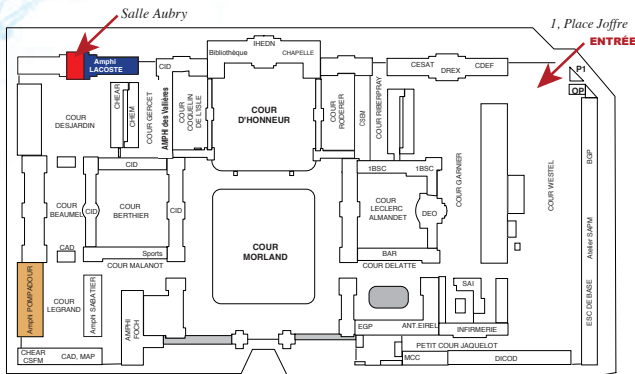 Salle Aubry
1, Place Joffre
ENTRÉE
IHEDN
Bibliothèque
CHAPELLE
Amphi
LACOSTE
CID
CESAT
DREX
CDEF
P1
OP
COUR
DESJARDIN
CHEAR
CHEM
COUR GERCET
AMPHI des Vallières
COUR
COQUELIN
DE L'ISLE
COUR
D'HONNEUR
COUR
RODERER
CSEM
COUR RIBERPRAY
COUR GARNIER
COUR WESTEL
BGP
CID
1BSC
1BSC
COUR
BEAUMEL
CID
COUR
BERTHIER
CID
COUR
MORLAND
COUR
LECLERC
ALMANDET
DEO
Atelier SAPM
CAD
Sports
BAR
COUR MALANOT
COUR DELATTE
Amphi POMPADOUR
COUR
LEGRAND
Amphi SABATIER
AMPHI
FOCH
SAI
ESC DE BASE
EGP
ANT.EIREL
INFIRMERIE
PETIT COUR JAQUELOT
CHEAR
CSFM
CAD, MAP
MCC
DICOD